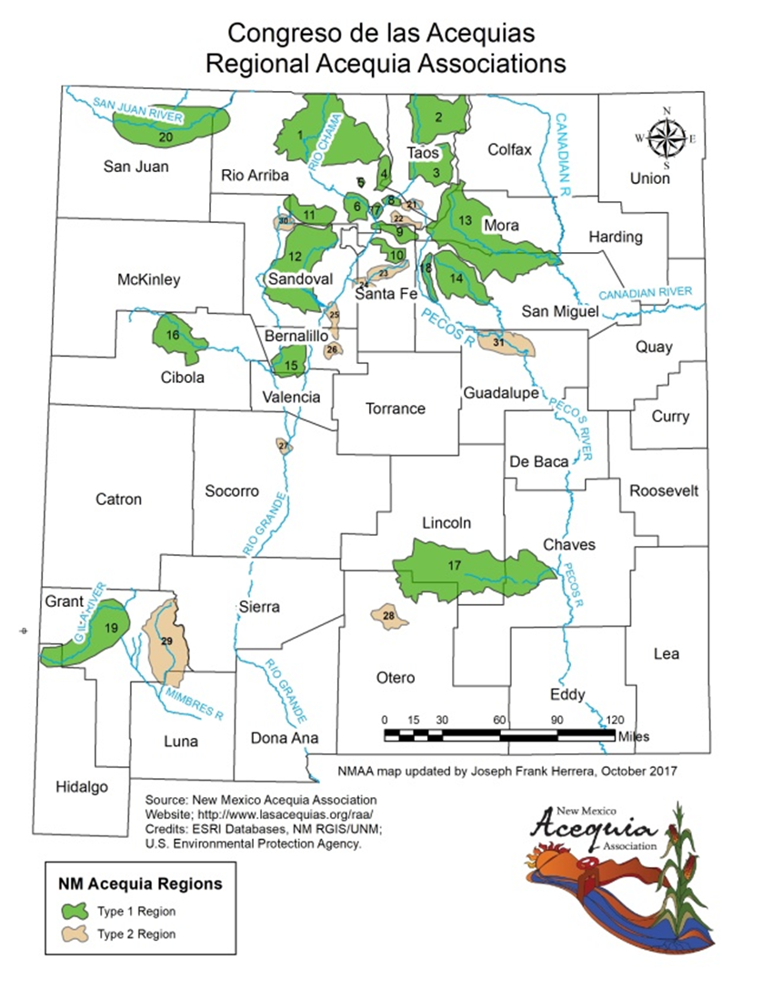 Congreso de las Acequias
Regional Acequia Associations
SAN JUAN RIVER
20
San Juan
1
RIO CHAMA
Rio Arriba
2
Taos
3
4
5
Colfax
CANADIAN R
N
W
E
S
Union
6
7
8
21
22
9
10
11
30
12
Sandoval
13
Mora
Harding
McKinley
23
24
Santa Fe
18
14
San Miguel
CANADIAN RIVER
PECOS R
25
Bernalillo
26
16
Cibola
15
Valencia
31
Quay
Guadalupe
Torrance
PECOS RIVER
Curry
27
De Baca
Catron
Socorro
RIO GRANDE
Roosevelt
Lincoln
Chaves
17
PECOS R
Grant
GILA RIVER
19
29
Sierra
28
Otero
Lea
RIO GRANDE
MIMBRES R
Eddy
Luna
Dona Ana
Hidalgo
0 15 30 60 90 120
Miles
NMAA map updated by Joseph Frank Herrera, October 2017
Source: New Mexico Acequia Association
Website; http://www.lasacequias.org/raa/
Credits: ESRI Databases, NM RGIS/UNM;
U.S. Environmental Protection Agency.
New Mexico
Acequia
Association
NM Acequia Regions
Type 1 Region
Type 2 Region